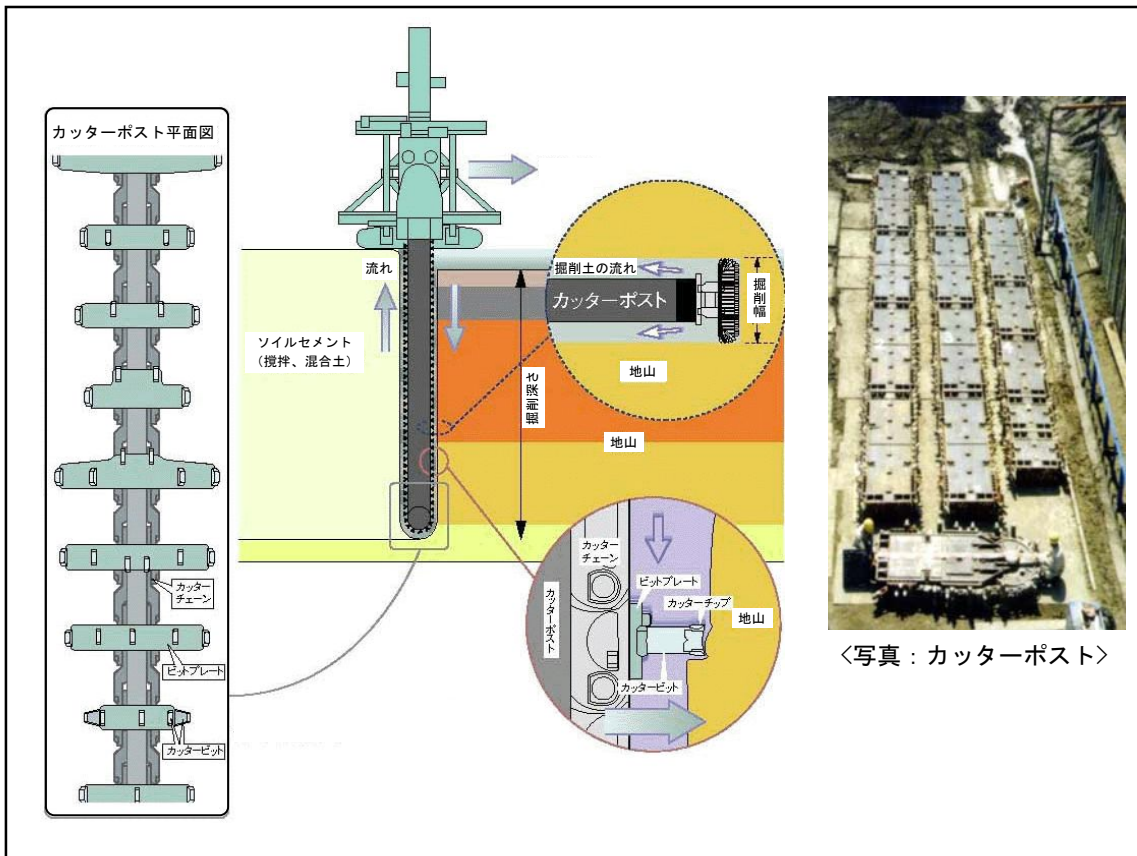 カッターポスト平面図
カッター
チェーン
ビットプレート
カッタービット
流れ
ソイルセメント
（撹拌、混合土）
掘削深さ
掘削土の流れ
カッターポスト
掘削幅
地山
地山
カッター
チェーン
カッターポスト
ビットプレート
カッターチップ
地山
カッタービット
<写真：カッターポスト>